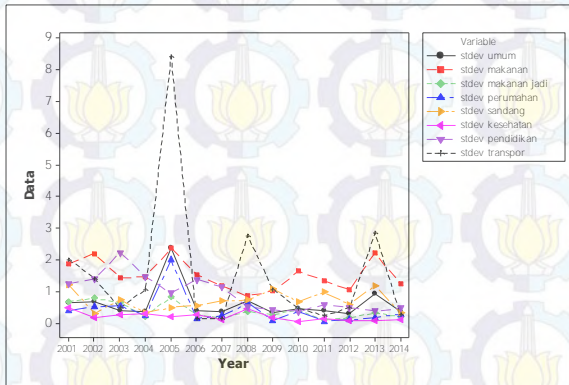 9
8
7
6
5
4
3
2
1
0
Data
2001 2002 2003 2004 2005 2006 2007 2008 2009 2010 2011 2012 2013 2014
Year
Variable
stdev umum
stdev makanan
stdev makanan jadi
stdev perumahan
stdev sandang
stdev kesehatan
stdev pendidikan
stdev transpor